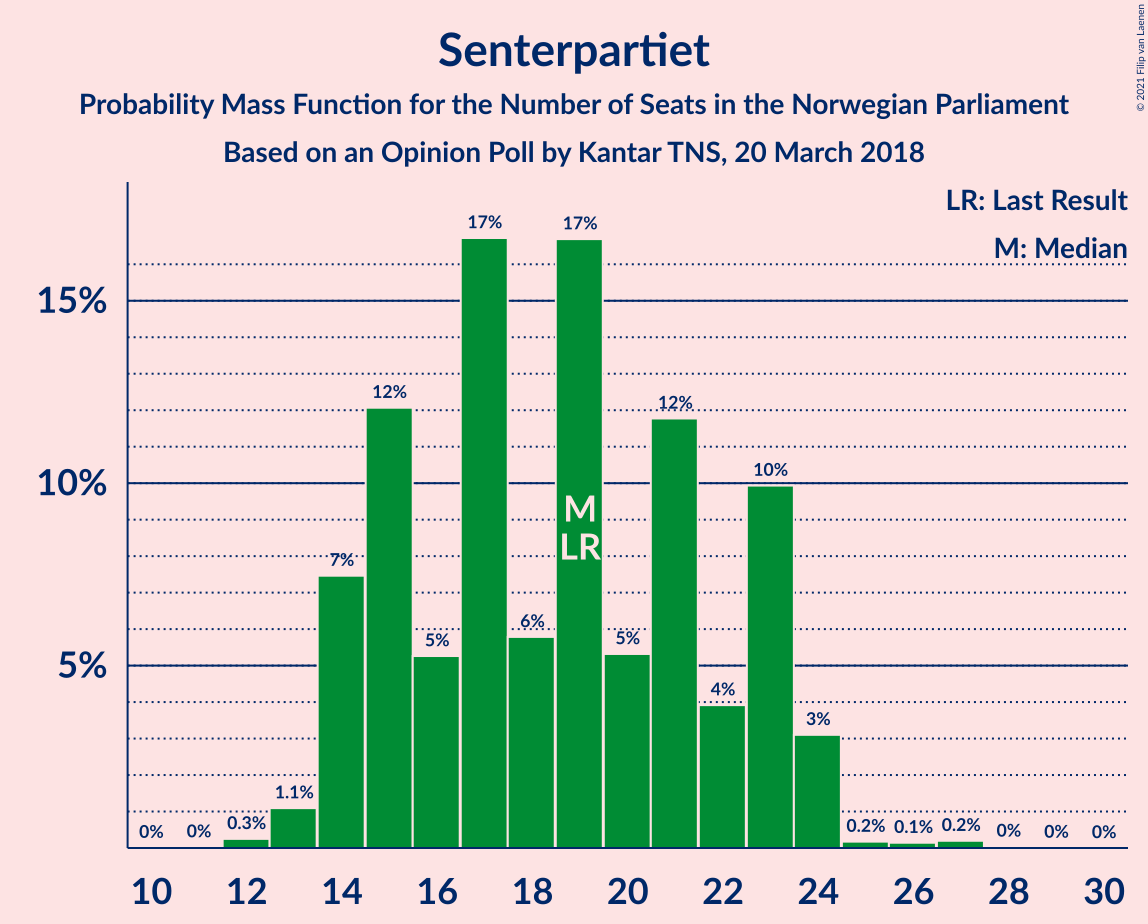 Senterpartiet
Probability Mass Function for the Number of Seats in the Norwegian Parliament
Based on an Opinion Poll by Kantar TNS, 20 March 2018
© 2021 Filip van Laenen
LR: Last Result
M: Median
15%
10%
5%
0%
0%
0.3%
1.1%
7%
12%
5%
17%
6%
17%
5%
12%
4%
10%
3%
0.2%
0.1%
0.2%
0%
0%
0%
M
LR
10 12 14 16 18 20 22 24 26 28 30